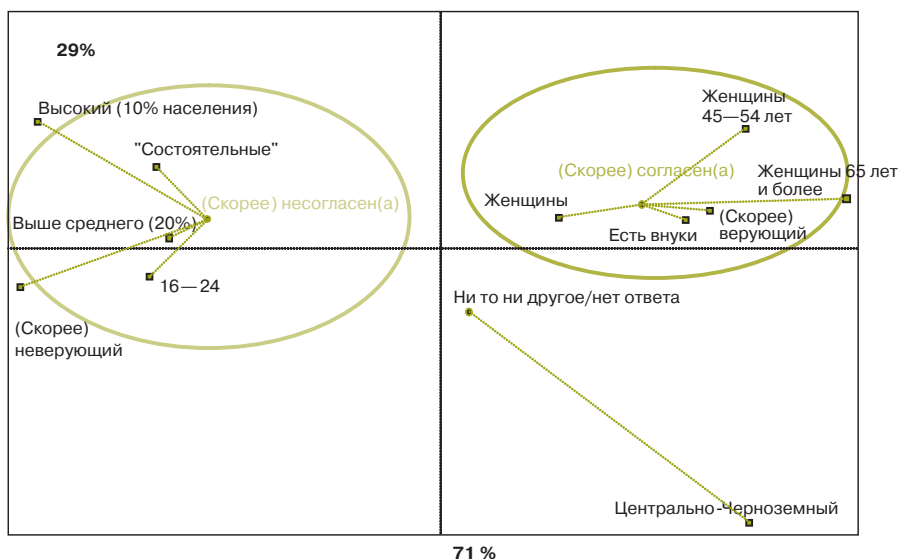 29%
Высокий (10% населения)
"Состоятельные"
(Скорее) несогласен(а)
Выше среднего (20%)
16—24
(Скорее)
неверующий
Женщины
45—54 лет
(Скорее) согласен(а)
Женщины 65 лет
и более
Женщины
(Скорее)
верующий
Есть внуки
Ни то ни другое/нет ответа
Центрально-Черноземный
71 %